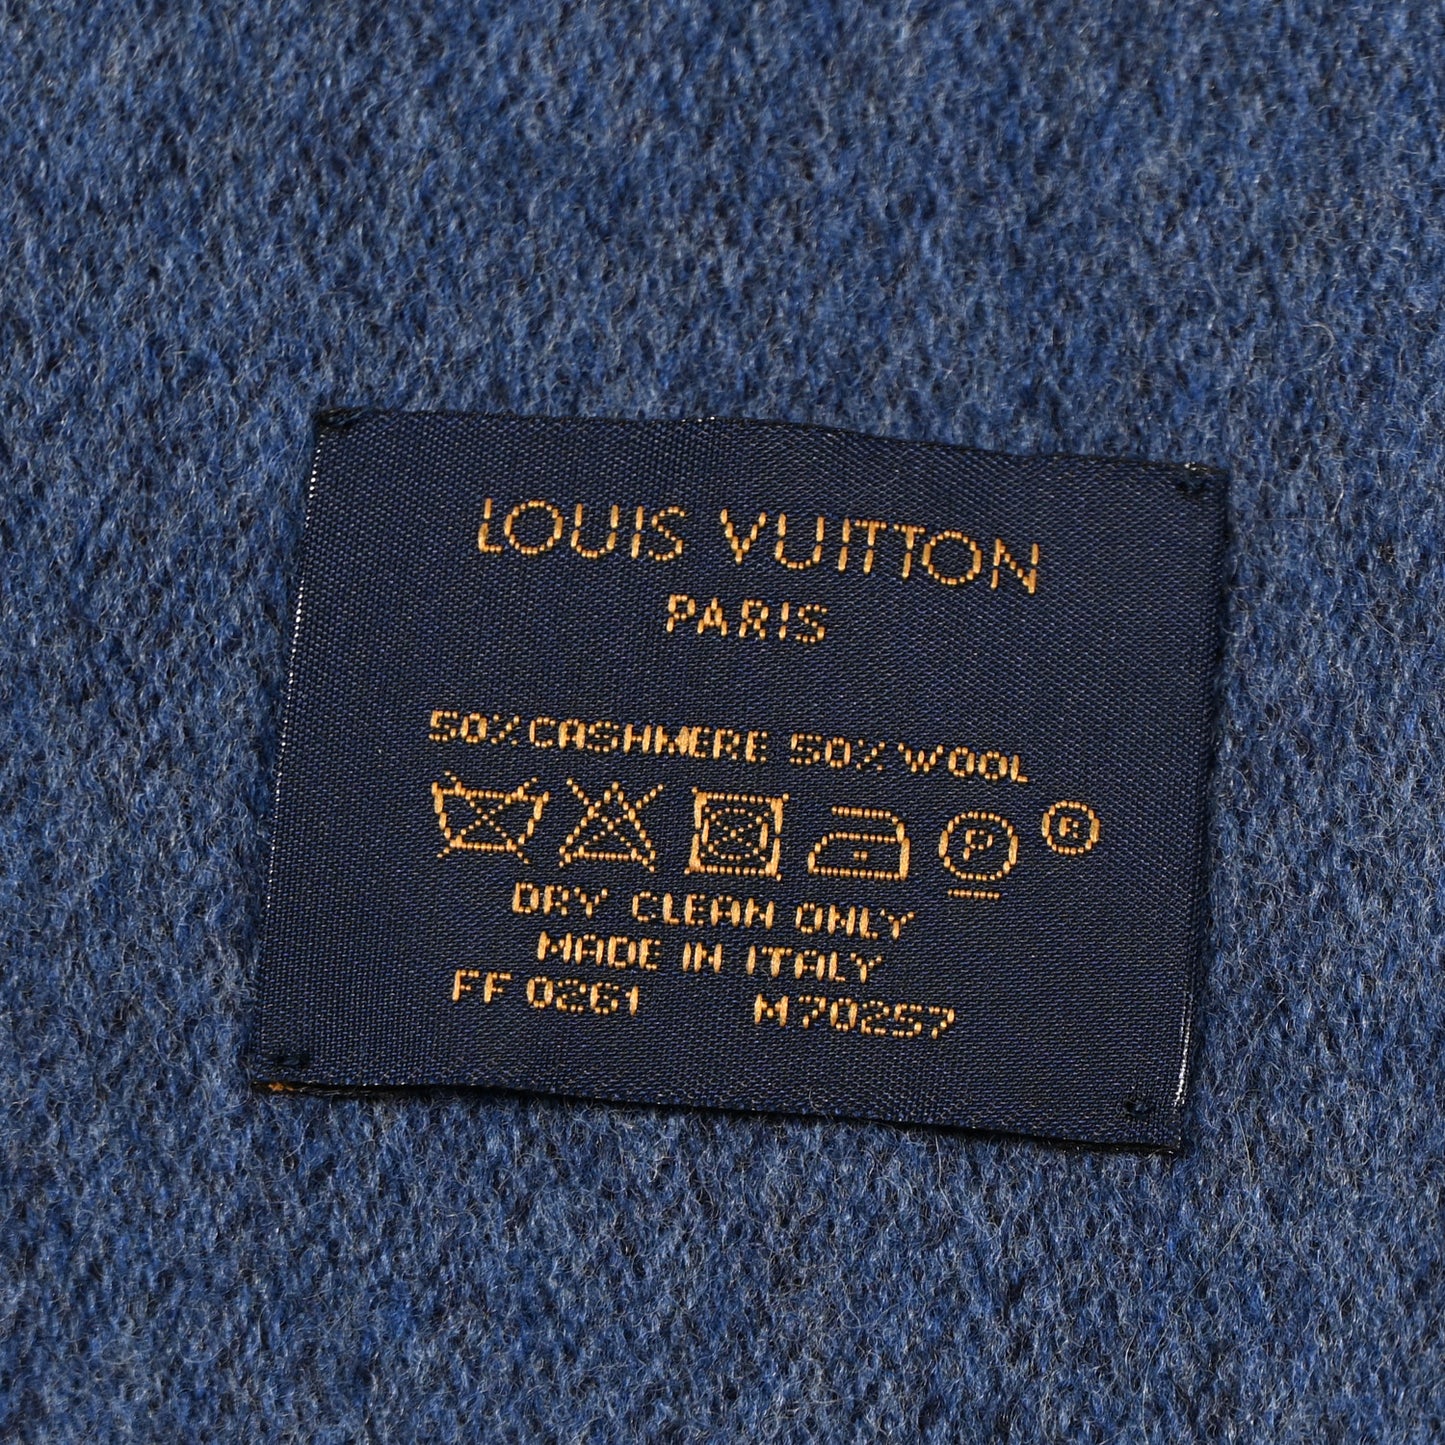 LOUIS VUITTON
PARIS
50% CASHMERE 50% WOOL
P ®
DRY CLEAN ONLY
MADE IN ITALY
FF 0261 M70257